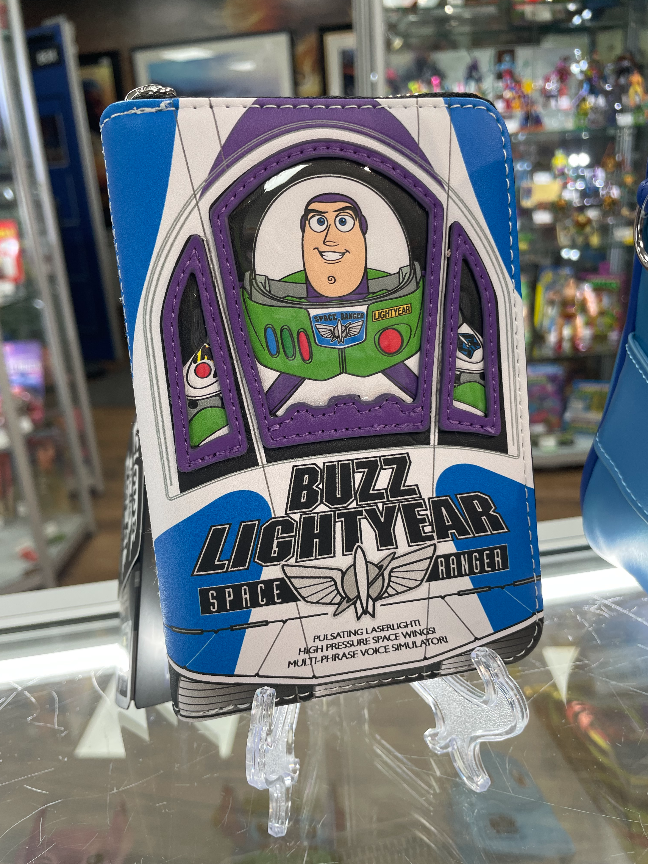 SPACE RANGER
LIGHTYEAR
BUZZ
LIGHTYEAR
SPACE RANGER
PULSATING LASERLIGHT!
HIGH PRESSURE SPACE WINGS!
MULTI-PHRASE VOICE SIMULATOR!